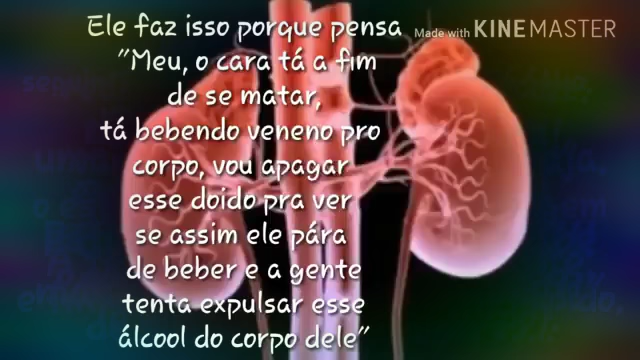 Ele faz isso porque pensa
Made with KINEMASTER
"Meu, o cara tá a fim
de se matar,
tá bebendo veneno pro
corpo, vou apagar
esse doido pra ver
se assim ele pára
de beber e a gente
tenta expulsar esse
álcool do corpo dele"